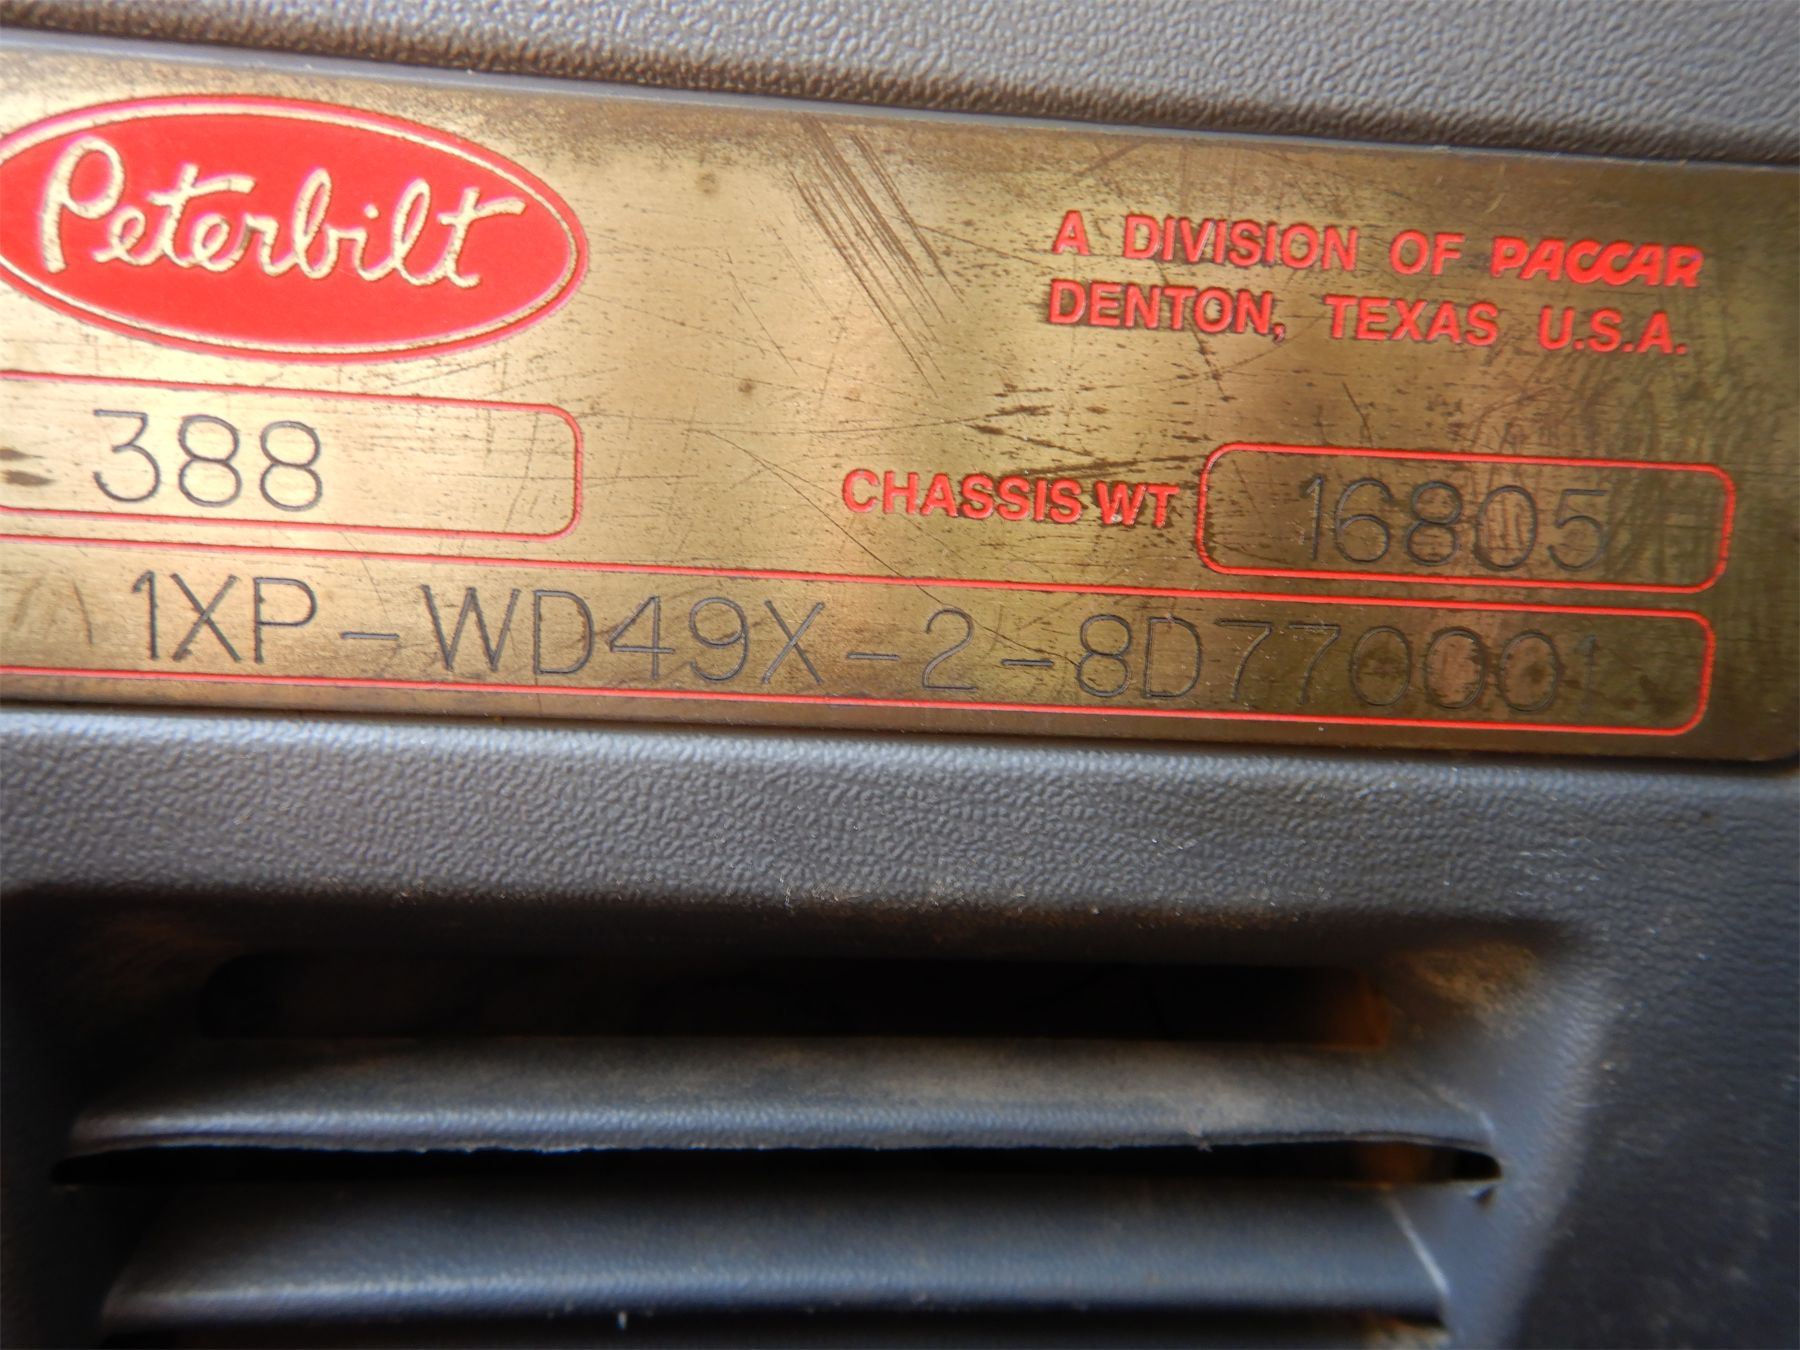 Peterbilt
A DIVISION OF PACCAR
DENTON, TEXAS U.S.A.
388
CHASSIS WT 16805
1XP-WD49X-2-8D770001